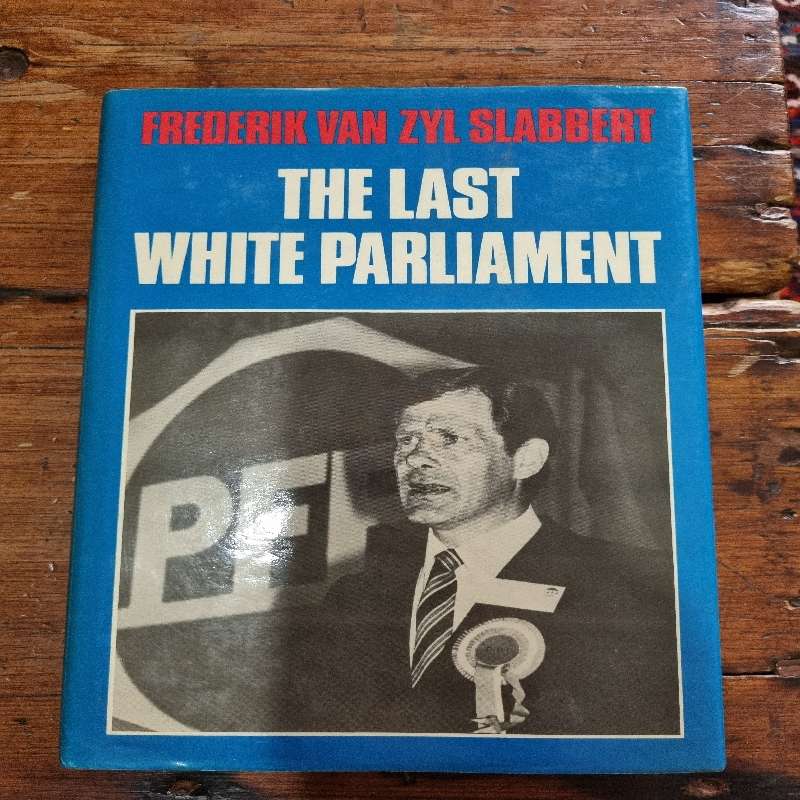 FREDERIK VAN ZYL SLABBERT
THE LAST
WHITE PARLIAMENT
PF